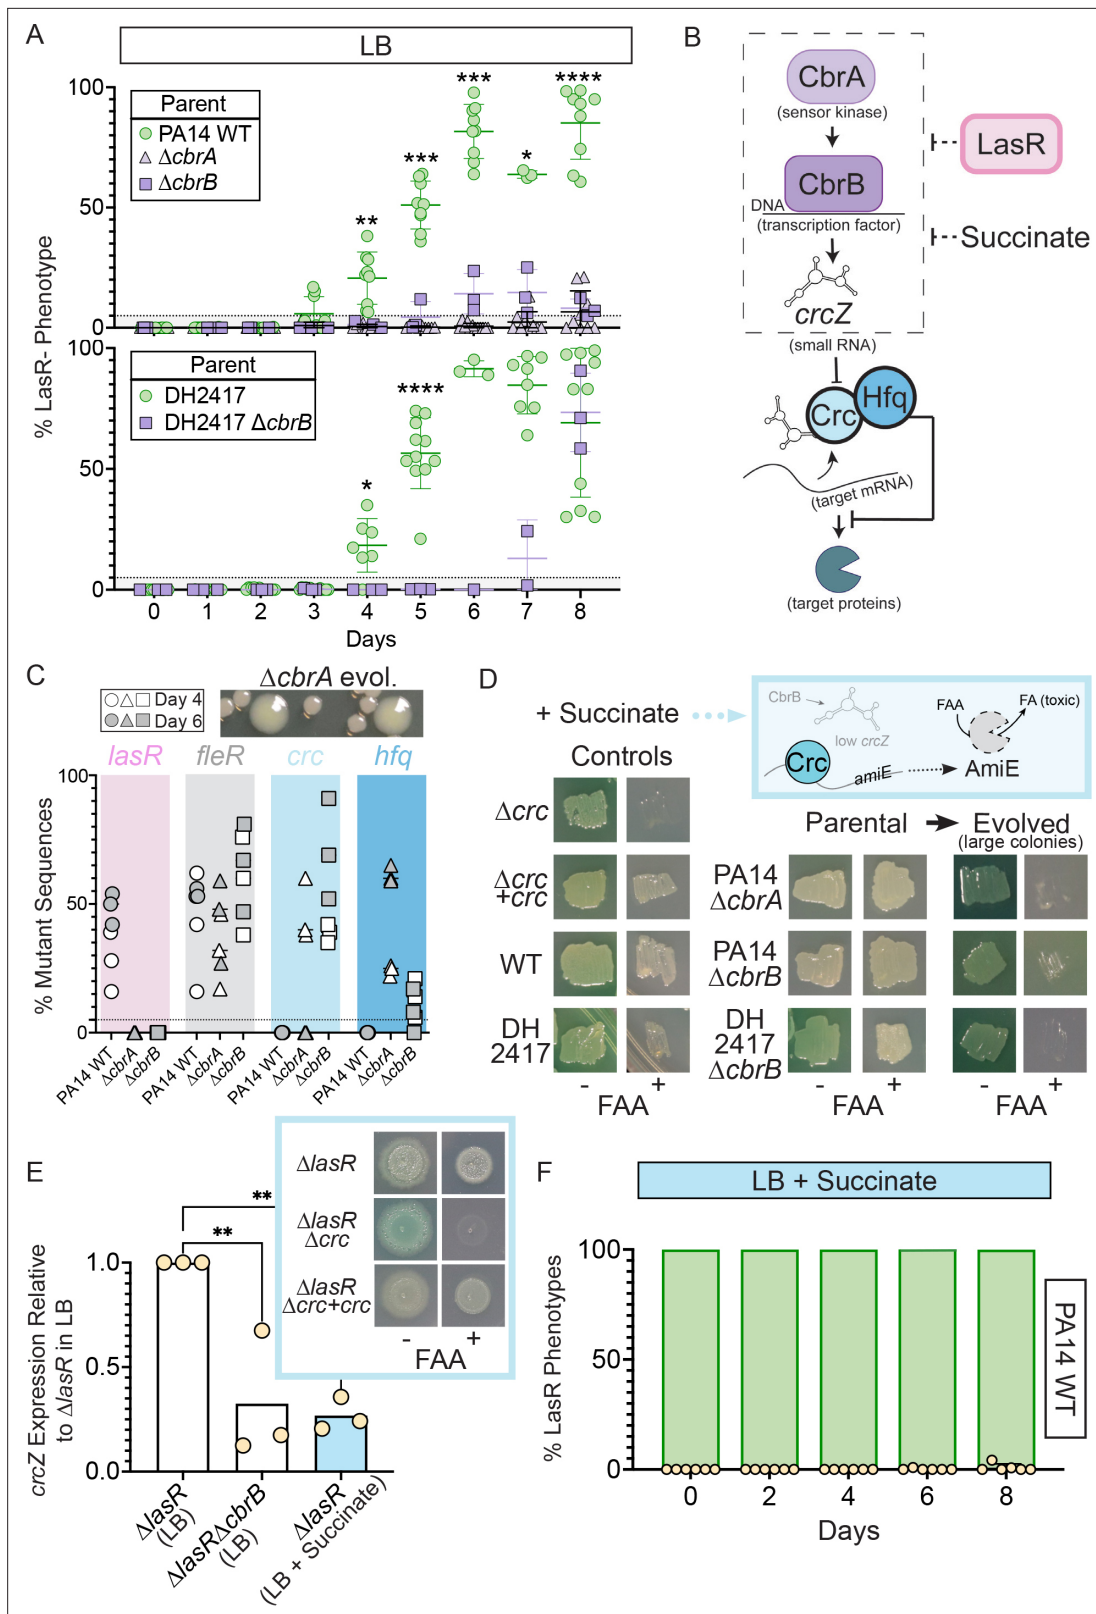 A
LB
Parent
PA14 WT
ΔcbrA
ΔcbrB
**
***
***
*
****
100
50
0
% LasR- Phenotype
Parent
DH2417
DH2417 ΔcbrB
*
****
100
50
0
0 1 2 3 4 5 6 7 8
Days
B
CbrA
(sensor kinase)
CbrB
DNA
(transcription factor)
crcZ
(small RNA)
LasR
Succinate
Crc
Hfq
(target mRNA)
(target proteins)
C
ΔcbrA evol.
Day 4
Day 6
lasR fleR crc hfq
100
50
0
% Mutant Sequences
PA14 WT ΔcbrA ΔcbrB PA14 WT ΔcbrA ΔcbrB PA14 WT ΔcbrA ΔcbrB PA14 WT ΔcbrA ΔcbrB
D
+ Succinate
CbrB
low crcZ
Crc
amiE
FAA
FA (toxic)
AmiE
Controls
Δcrc
Δcrc
+crc
WT
DH
2417
- +
FAA
Parental
Evolved
(large colonies)
PA14
ΔcbrA
PA14
ΔcbrB
DH
2417
ΔcbrB
- +
FAA
- +
FAA
E
**
**
1.0
0.5
0.0
crcZ Expression Relative
to ΔlasR in LB
ΔlasR
(LB)
ΔlasRΔcbrB
(LB)
ΔlasR
(LB + Succinate)
ΔlasR
ΔlasR
Δcrc
ΔlasR
Δcrc+crc
- +
FAA
F
LB + Succinate
100
50
0
% LasR Phenotypes
0 2 4 6 8
Days
PA14 WT